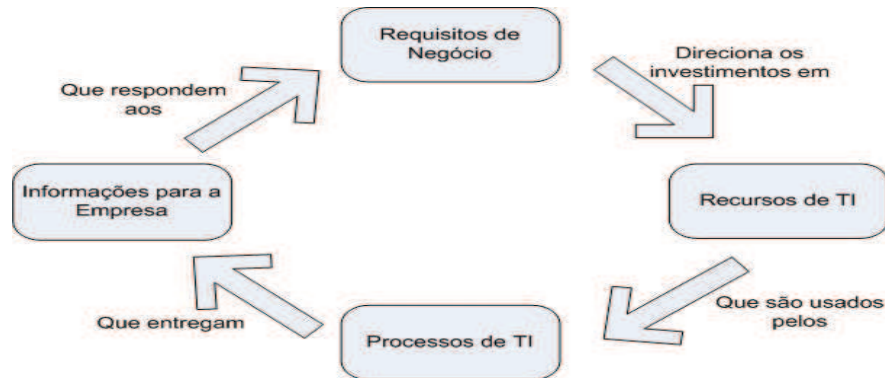 Requisitos de
Negócio
Direciona os
investimentos em
Que respondem
aos
Informações para a
Empresa
Recursos de TI
Que são usados
pelos
Que entregam
Processos de TI